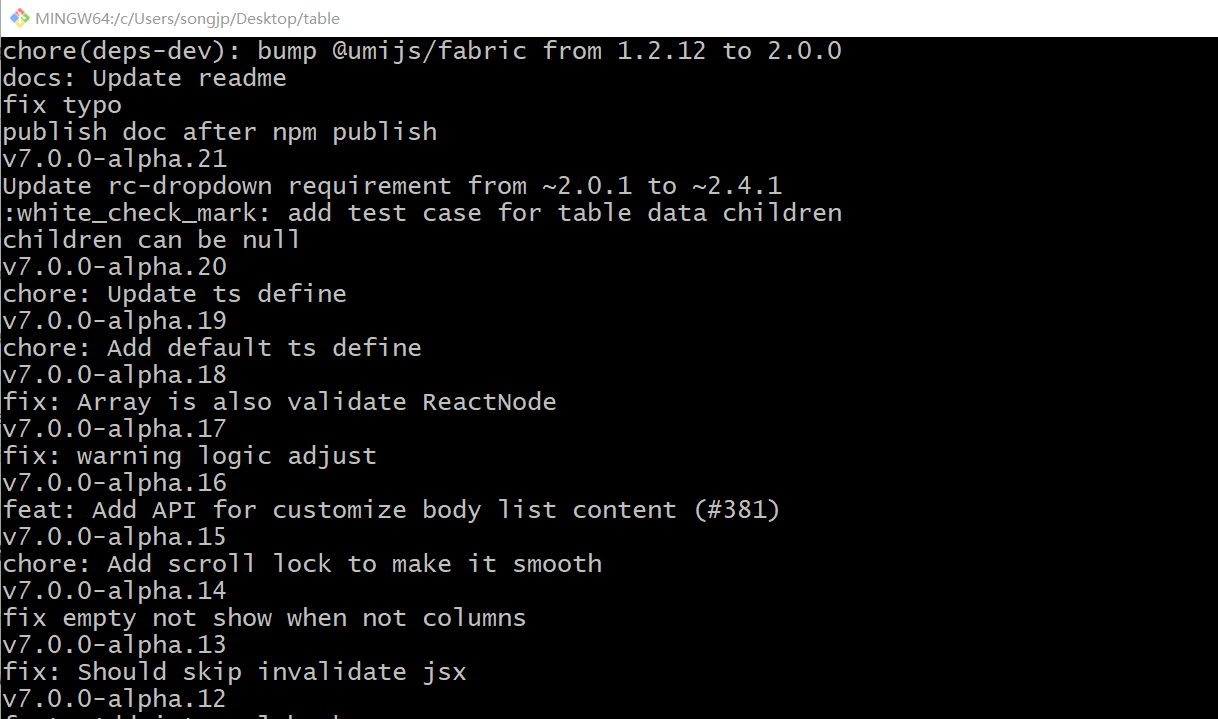 MINGW64:/c/Users/songjp/Desktop/table
chore(deps-dev): bump @umijs/fabric from 1.2.12 to 2.0.0
docs: Update readme
fix typo
publish doc after npm publish
v7.0.0-alpha.21
Update rc-dropdown requirement from ~2.0.1 to ~2.4.1
:white_check_mark: add test case for table data children
children can be null
v7.0.0-alpha.20
chore: Update ts define
v7.0.0-alpha.19
chore: Add default ts define
v7.0.0-alpha.18
fix: Array is also validate ReactNode
v7.0.0-alpha.17
fix: warning logic adjust
v7.0.0-alpha.16
feat: Add API for customize body list content (#381)
v7.0.0-alpha.15
chore: Add scroll lock to make it smooth
v7.0.0-alpha.14
fix empty not show when not columns
v7.0.0-alpha.13
fix: Should skip invalidate jsx
v7.0.0-alpha.12